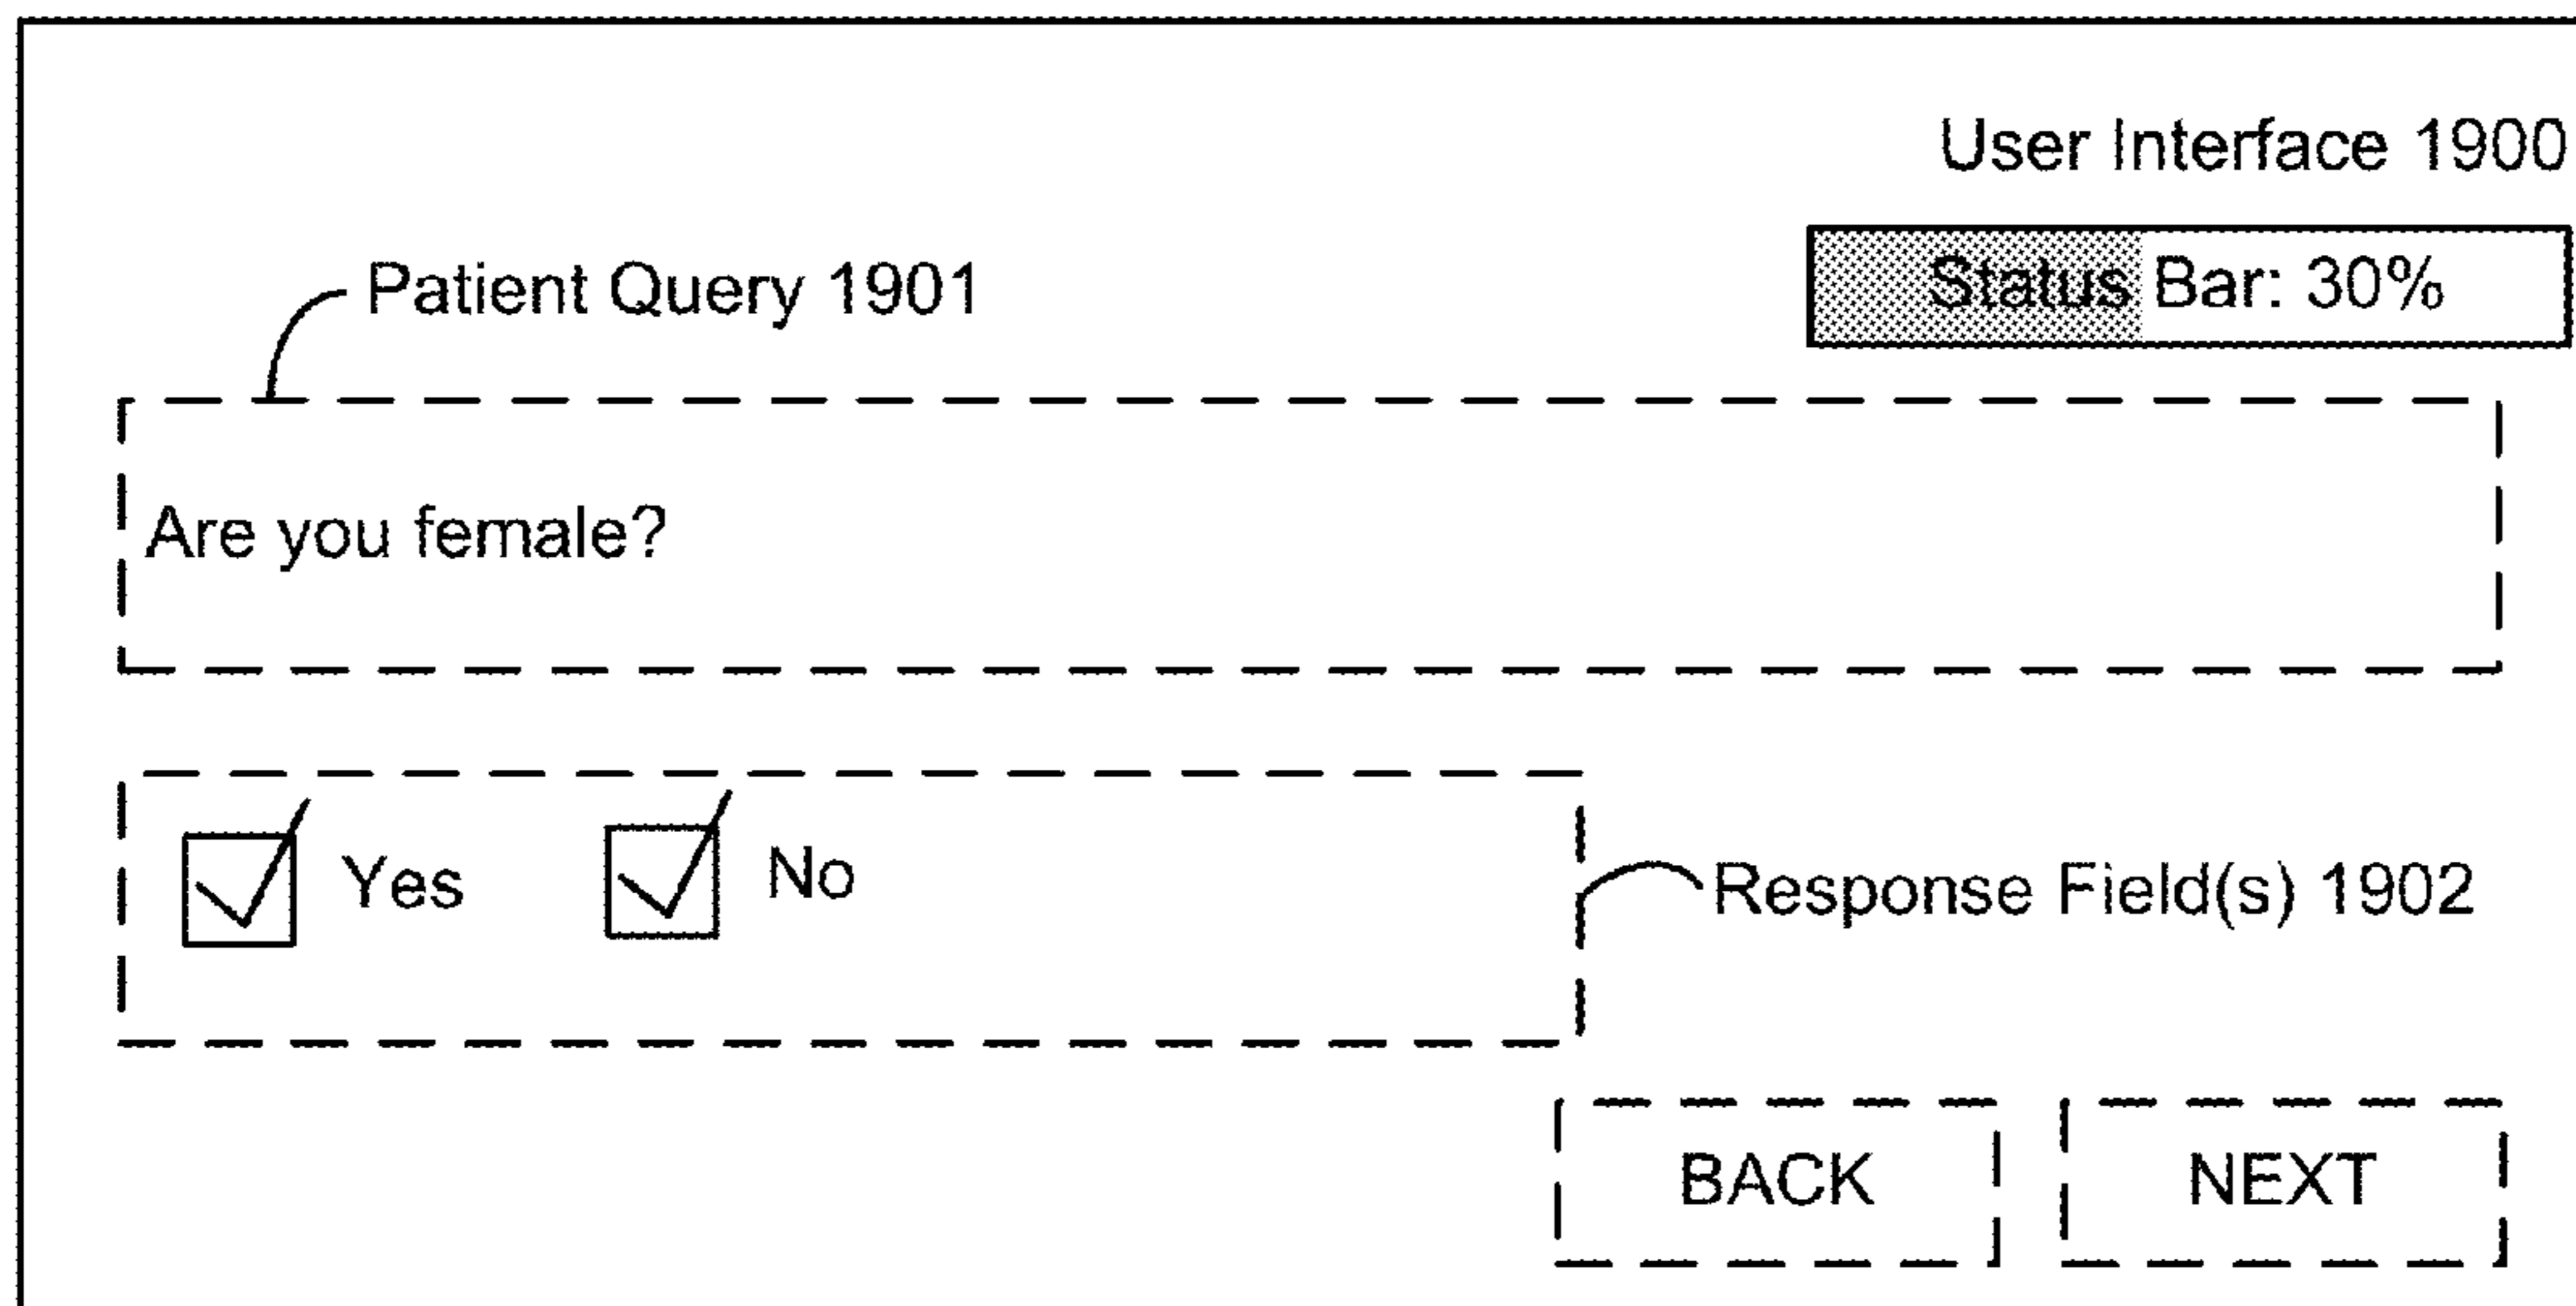 User Interface 1900
Status Bar: 30%
Patient Query 1901
Are you female?
Yes
No
Response Field(s) 1902
BACK
NEXT